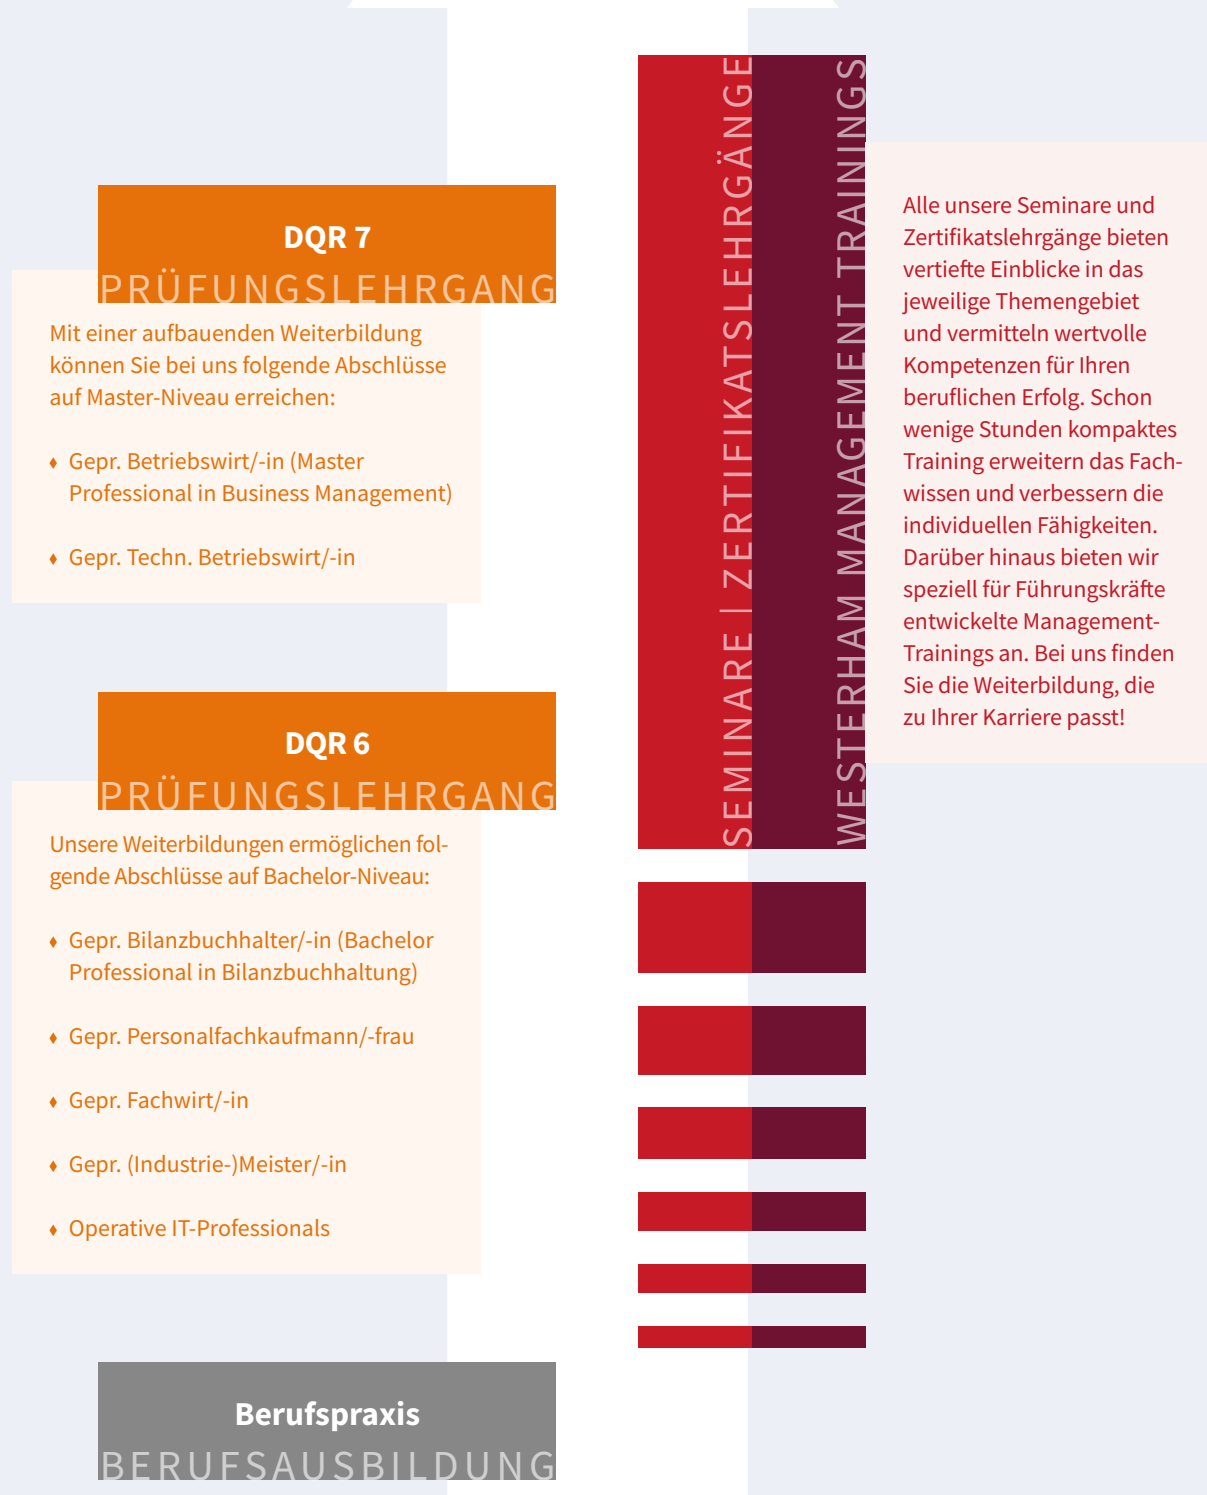 DQR 7
PRÜFUNGSLEHRGANG
Mit einer aufbauenden Weiterbildung
können Sie bei uns folgende Abschlüsse
auf Master-Niveau erreichen:
♦ Gepr. Betriebswirt/-in (Master
Professional in Business Management)
♦ Gepr. Techn. Betriebswirt/-in
DQR 6
PRÜFUNGSLEHRGANG
Unsere Weiterbildungen ermöglichen fol-
gende Abschlüsse auf Bachelor-Niveau:
♦ Gepr. Bilanzbuchhalter/-in (Bachelor
Professional in Bilanzbuchhaltung)
♦ Gepr. Personalfachkaufmann/-frau
♦ Gepr. Fachwirt/-in
♦ Gepr. (Industrie-)Meister/-in
♦ Operative IT-Professionals
Berufspraxis
BERUFSAUSBILDUNG
SEMINARE | ZERTIFIKATSLEHRGÄNGE
WESTERHAM MANAGEMENT TRAININGS
Alle unsere Seminare und
Zertifikatslehrgänge bieten
vertiefte Einblicke in das
jeweilige Themengebiet
und vermitteln wertvolle
Kompetenzen für Ihren
beruflichen Erfolg. Schon
wenige Stunden kompaktes
Training erweitern das Fach-
wissen und verbessern die
individuellen Fähigkeiten.
Darüber hinaus bieten wir
speziell für Führungskräfte
entwickelte Management-
Trainings an. Bei uns finden
Sie die Weiterbildung, die
zu Ihrer Karriere passt!